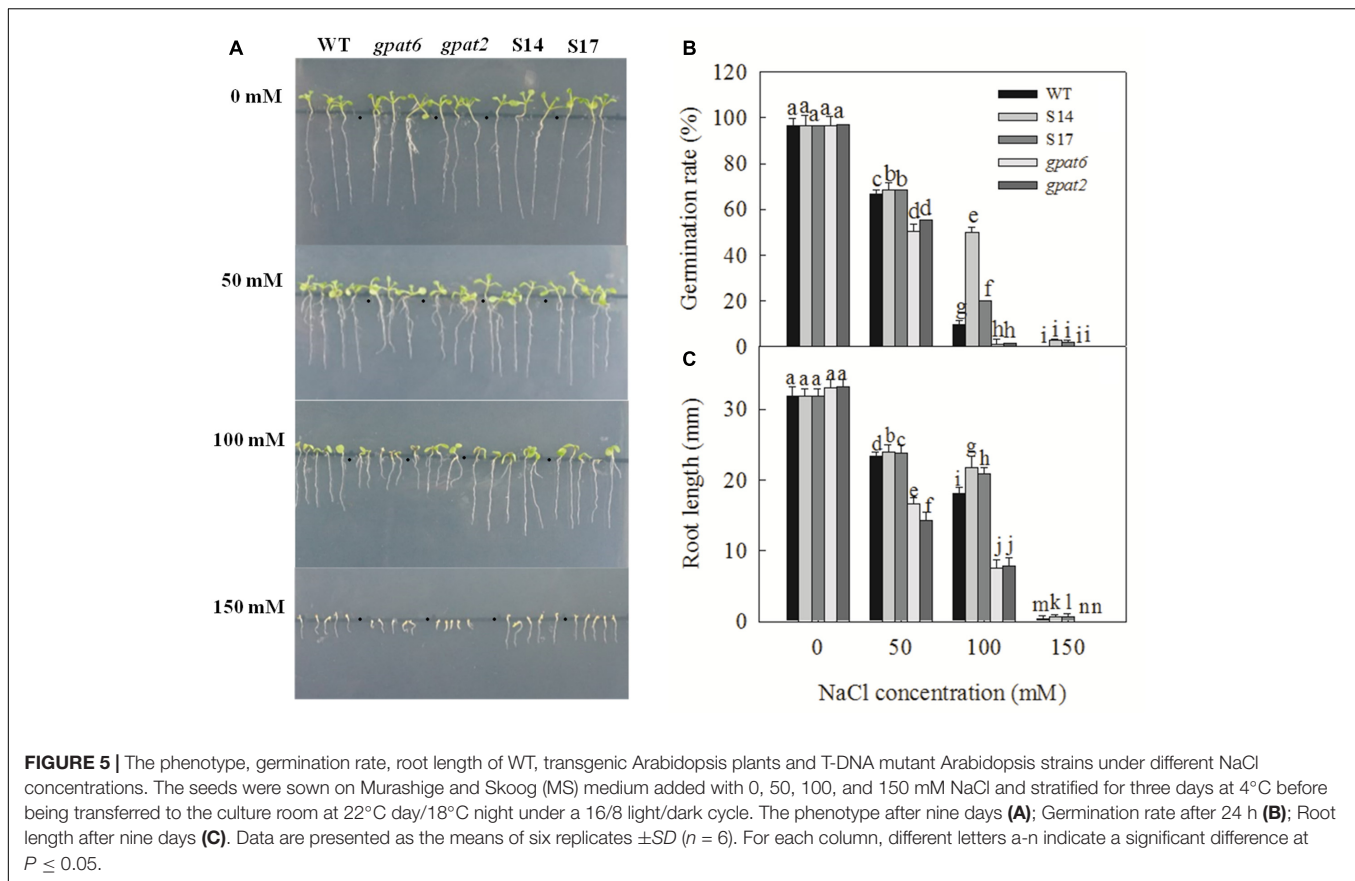 A WT gpat6 gpat2 S14 S17
0 mM
50 mM
100 mM
150 mM
B
120
100
80
60
40
20
0
Germination rate (%)
WT
S14
S17
gpat6
gpat2
a a a a a
c b b d d
g e f h h
i i i i i
C
30
20
10
0
Root length (mm)
a a a a a
d b c e f
i g h j j
m k l n n
0 50 100 150
NaCl concentration (mM)
FIGURE 5 | The phenotype, germination rate, root length of WT, transgenic Arabidopsis plants and T-DNA mutant Arabidopsis strains under different NaCl
concentrations. The seeds were sown on Murashige and Skoog (MS) medium added with 0, 50, 100, and 150 mM NaCl and stratified for three days at 4°C before
being transferred to the culture room at 22°C day/18°C night under a 16/8 light/dark cycle. The phenotype after nine days (A); Germination rate after 24 h (B); Root
length after nine days (C). Data are presented as the means of six replicates ±SD (n = 6). For each column, different letters a-n indicate a significant difference at
P ≤ 0.05.